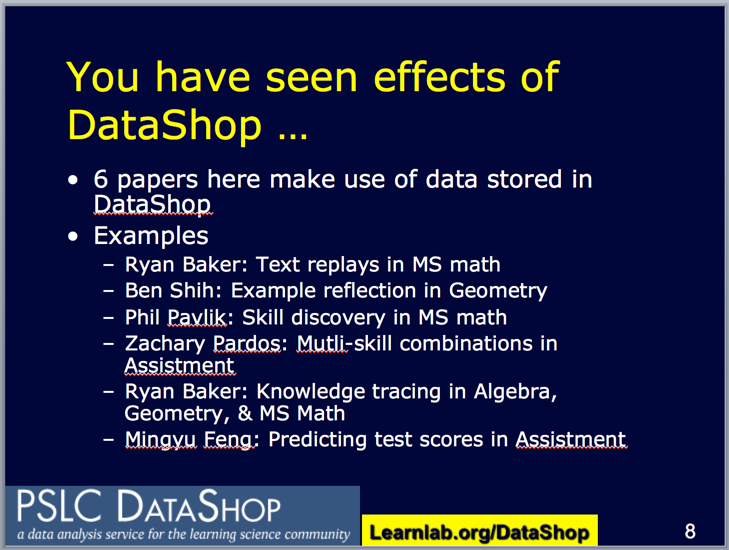 You have seen effects of
DataShop …
• 6 papers here make use of data stored in
DataShop
• Examples
– Ryan Baker: Text replays in MS math
– Ben Shih: Example reflection in Geometry
– Phil Pavlik: Skill discovery in MS math
– Zachary Pardos: Mutli-skill combinations in
Assistment
– Ryan Baker: Knowledge tracing in Algebra,
Geometry, & MS Math
– Mingyu Feng: Predicting test scores in Assistment
PSLC DATASHOP
a data analysis service for the learning science community
Learnlab.org/DataShop
8